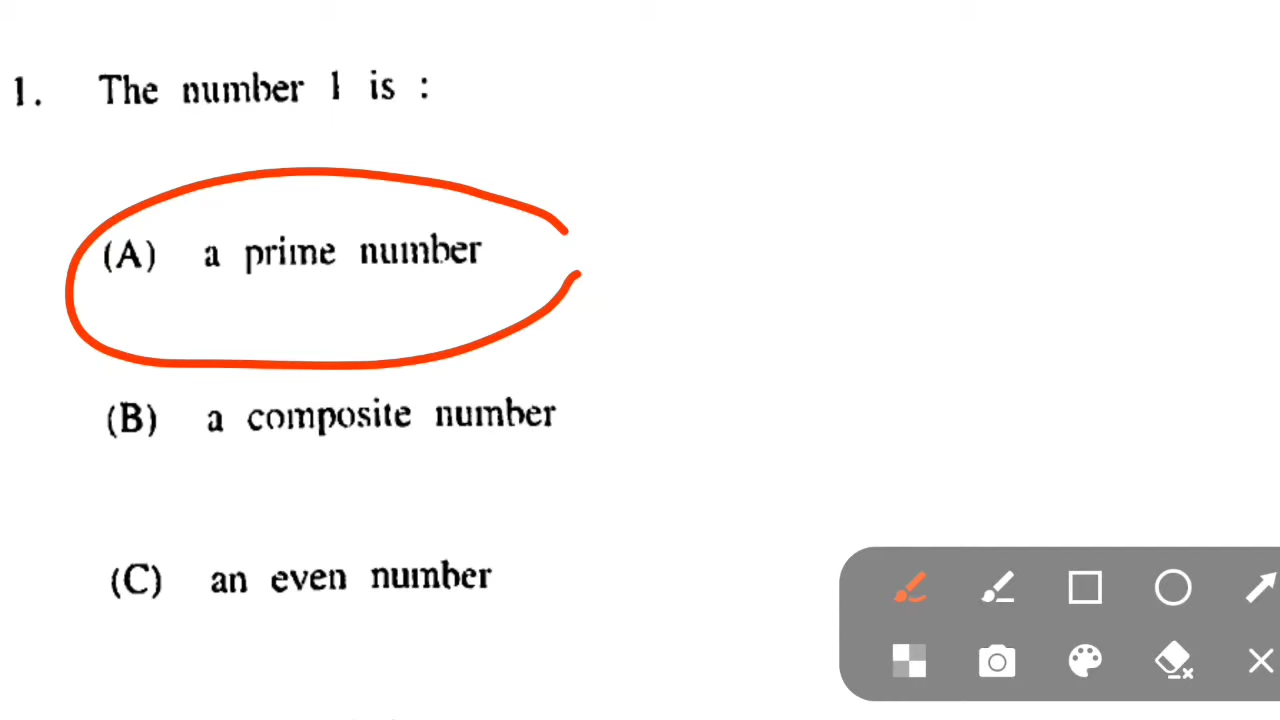 1. The number 1 is :
(A) a prime number
(B) a composite number
(C) an even number